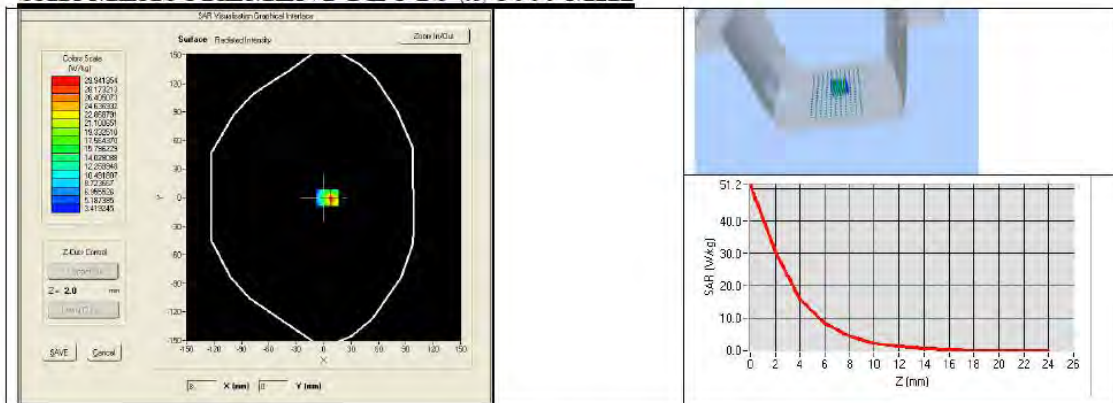 SAR Visualisation Graphical Interface
Surface Radiated Intensity
Zoom In/Out
Colors Scale
(W/kg)
29.941354
28.173213
26.405073
24.636932
22.868791
21.100651
19.332510
17.564370
15.796229
14.028088
12.259948
10.491807
8.723667
6.955526
5.187385
3.419245
150
120
90
60
30
0
-30
-60
-90
-120
-150
Y
-150 -120 -90 -60 -30 0 30 60 90 120 150
X
Z = 2.0 mm
SAVE
Cancel
8 X (mm) 0 Y (mm)
51.2
40.0
30.0
20.0
10.0
0.0
SAR (W/kg)
0 2 4 6 8 10 12 14 16 18 20 22 24 26
Z (mm)